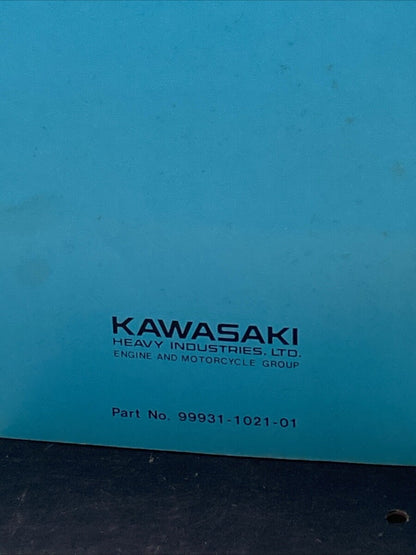 KAWASAKI
HEAVY INDUSTRIES, LTD.
ENGINE AND MOTORCYCLE GROUP
Part No. 99931-1021-01